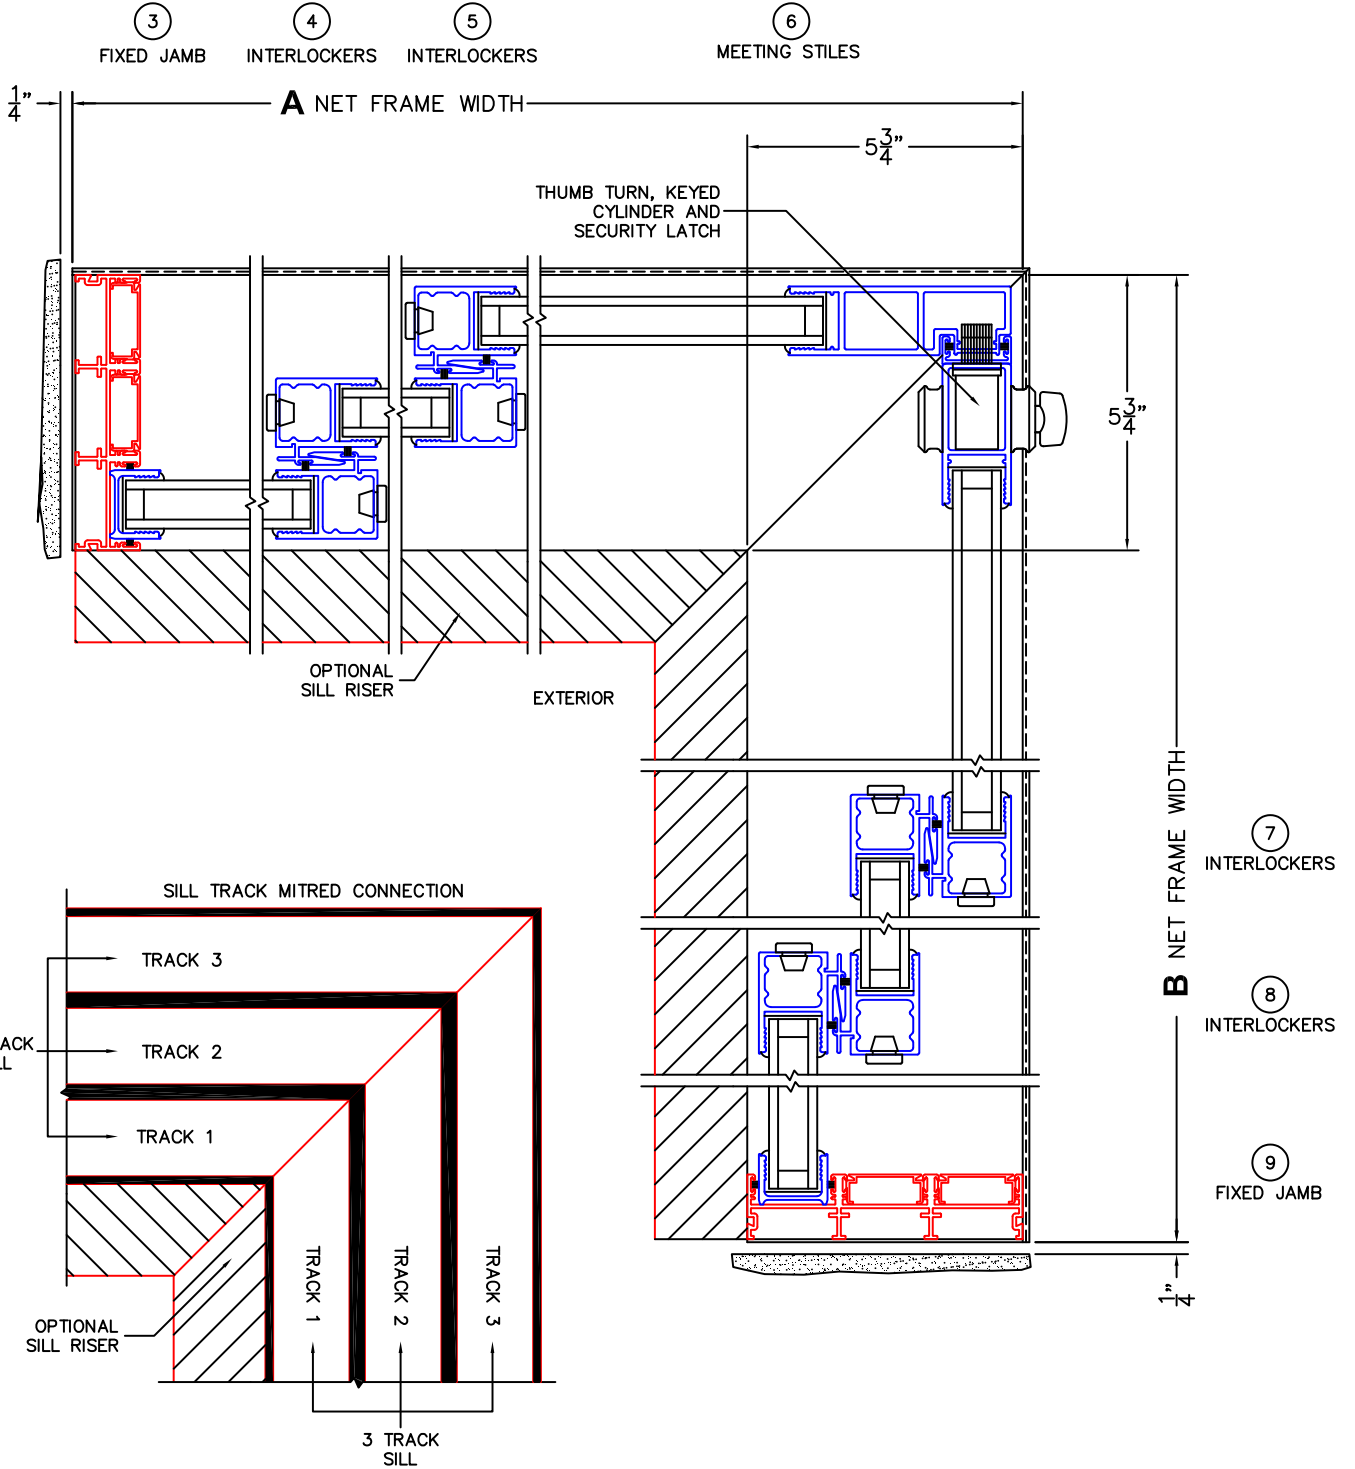 3
FIXED JAMB
4
INTERLOCKERS
5
INTERLOCKERS
6
MEETING STILES
1/4"
A NET FRAME WIDTH
5 3/4"
THUMB TURN, KEYED
CYLINDER AND
SECURITY LATCH
5 3/4"
OPTIONAL
SILL RISER
EXTERIOR
B NET FRAME WIDTH
7
INTERLOCKERS
8
INTERLOCKERS
9
FIXED JAMB
1/4"
SILL TRACK MITRED CONNECTION
TRACK 3
TRACK 2
TRACK 1
TRACK 1
TRACK 2
TRACK 3
OPTIONAL
SILL RISER
3 TRACK
SILL